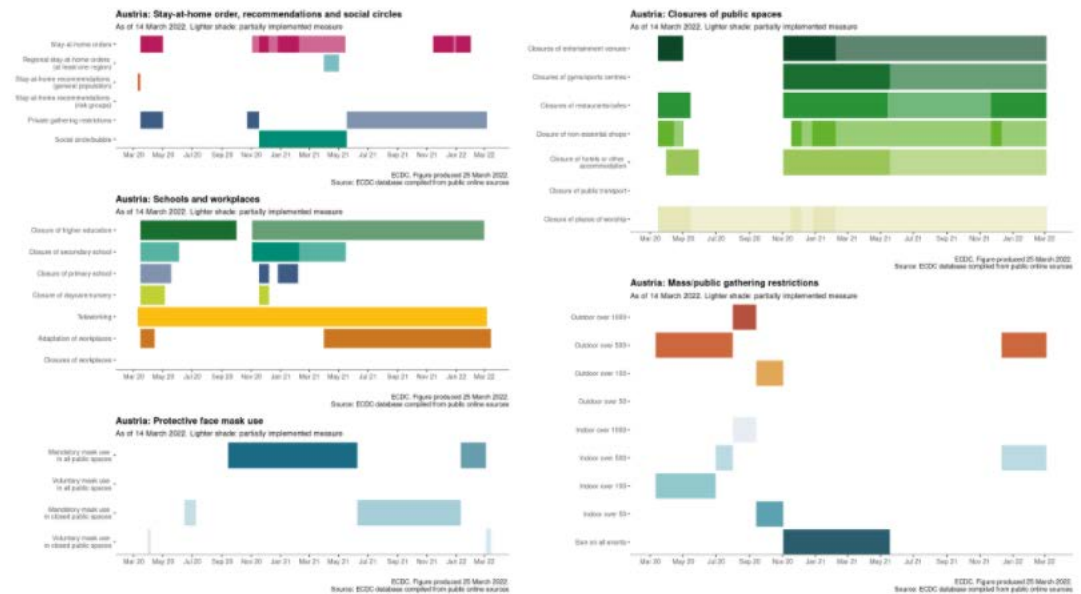 Austria: Stay-at-home order, recommendations and social circles
As of 14 March 2022. Lighter shade: partially implemented measure
Stay-at-home orders
Regional stay-at-home orders
(at least one region)
Stay-at-home recommendations
(general population)
Stay-at-home recommendations
(risk groups)
Private gathering restrictions
Social circle/bubble
Mar 20 May 20 Jul 20 Sep 20 Nov 20 Jan 21 Mar 21 May 21 Jul 21 Sep 21 Nov 21 Jan 22 Mar 22
ECDC. Figure produced 25 March 2022.
Source: ECDC database compiled from public online sources
Austria: Schools and workplaces
As of 14 March 2022. Lighter shade: partially implemented measure
Closure of higher education
Closure of secondary school
Closure of primary school
Closure of daycare/nursery
Teleworking
Adaptation of workplaces
Closures of workplaces
Mar 20 May 20 Jul 20 Sep 20 Nov 20 Jan 21 Mar 21 May 21 Jul 21 Sep 21 Nov 21 Jan 22 Mar 22
ECDC. Figure produced 25 March 2022.
Source: ECDC database compiled from public online sources
Austria: Protective face mask use
As of 14 March 2022. Lighter shade: partially implemented measure
Mandatory mask use
in all public spaces
Voluntary mask use
in all public spaces
Mandatory mask use
in closed public spaces
Voluntary mask use
in closed public spaces
Mar 20 May 20 Jul 20 Sep 20 Nov 20 Jan 21 Mar 21 May 21 Jul 21 Sep 21 Nov 21 Jan 22 Mar 22
ECDC. Figure produced 25 March 2022.
Source: ECDC database compiled from public online sources
Austria: Closures of public spaces
As of 14 March 2022. Lighter shade: partially implemented measure
Closures of entertainment venues
Closures of gyms/sports centres
Closures of restaurants/cafes
Closure of non-essential shops
Closure of hotels or other
accommodation
Closure of public transport
Closure of places of worship
Mar 20 May 20 Jul 20 Sep 20 Nov 20 Jan 21 Mar 21 May 21 Jul 21 Sep 21 Nov 21 Jan 22 Mar 22
ECDC. Figure produced 25 March 2022.
Source: ECDC database compiled from public online sources
Austria: Mass/public gathering restrictions
As of 14 March 2022. Lighter shade: partially implemented measure
Outdoor over 1000
Outdoor over 500
Outdoor over 100
Outdoor over 50
Indoor over 1000
Indoor over 500
Indoor over 100
Indoor over 50
Ban on all events
Mar 20 May 20 Jul 20 Sep 20 Nov 20 Jan 21 Mar 21 May 21 Jul 21 Sep 21 Nov 21 Jan 22 Mar 22
ECDC. Figure produced 25 March 2022.
Source: ECDC database compiled from public online sources